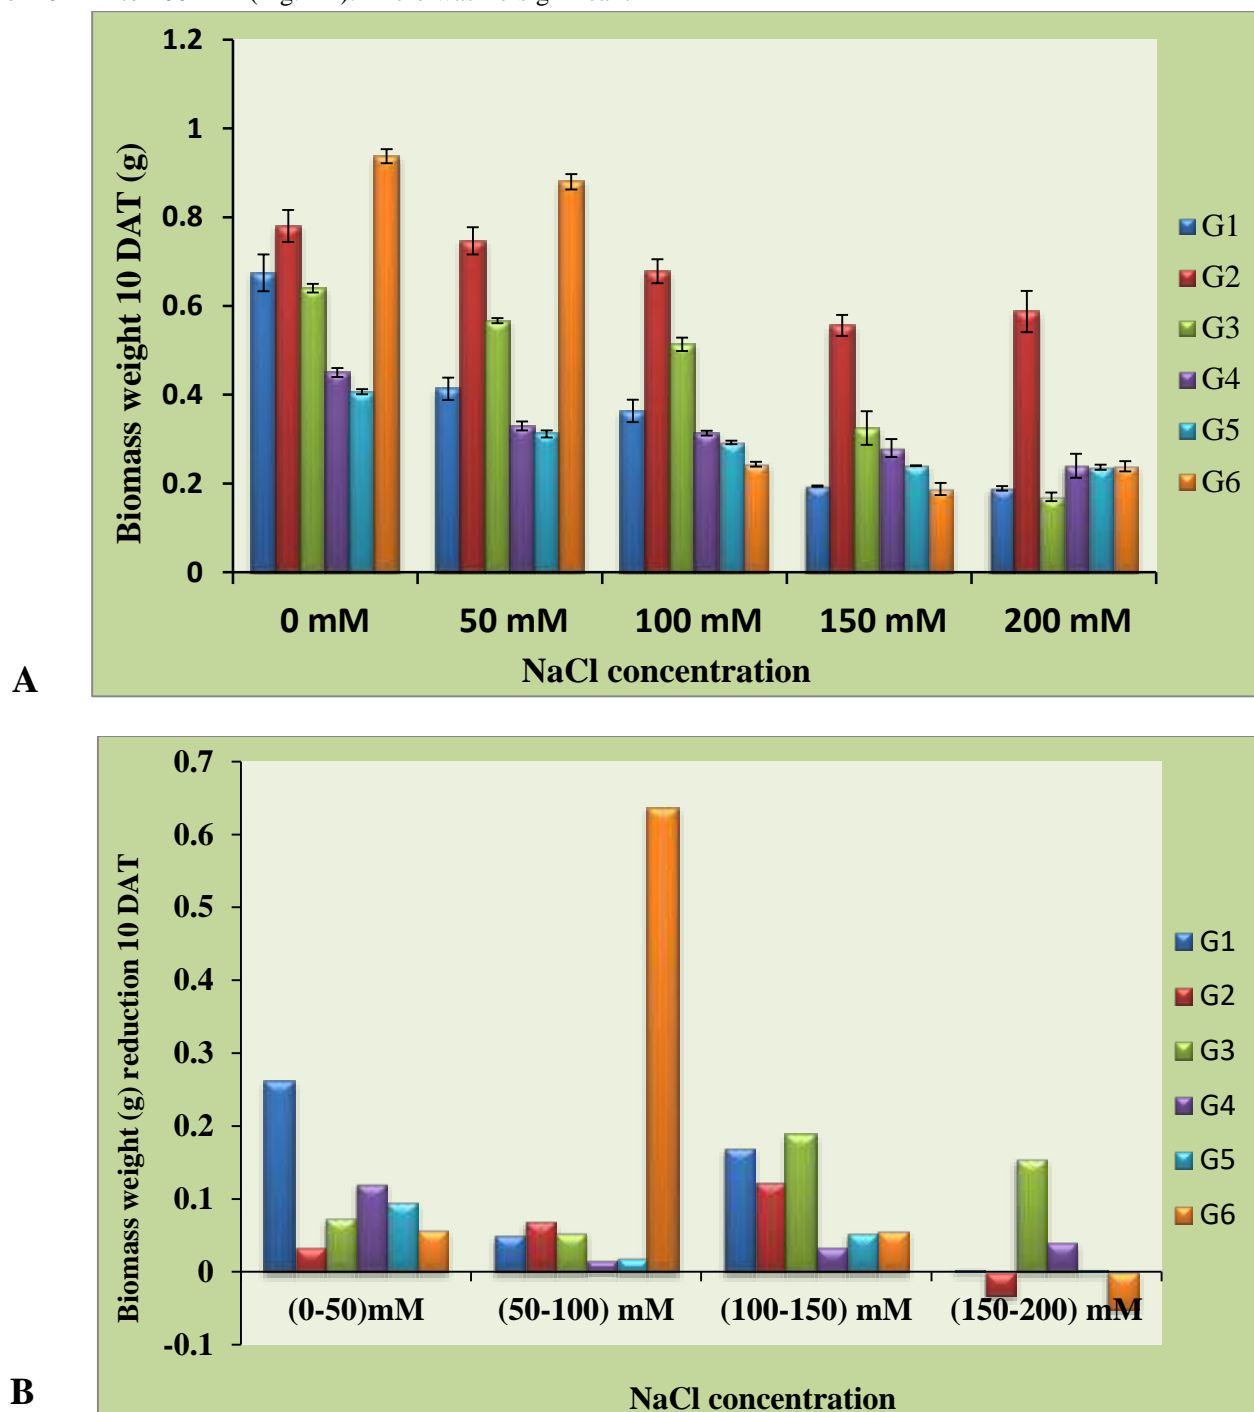 1.2
1
0.8
0.6
0.4
0.2
0
Biomass weight 10 DAT (g)
0 mM 50 mM 100 mM 150 mM 200 mM
NaCl concentration
G1
G2
G3
G4
G5
G6
A
0.7
0.6
0.5
0.4
0.3
0.2
0.1
0
-0.1
Biomass weight (g) reduction 10 DAT
(0-50)mM (50-100) mM (100-150) mM (150-200) mM
NaCl concentration
G1
G2
G3
G4
G5
G6
B